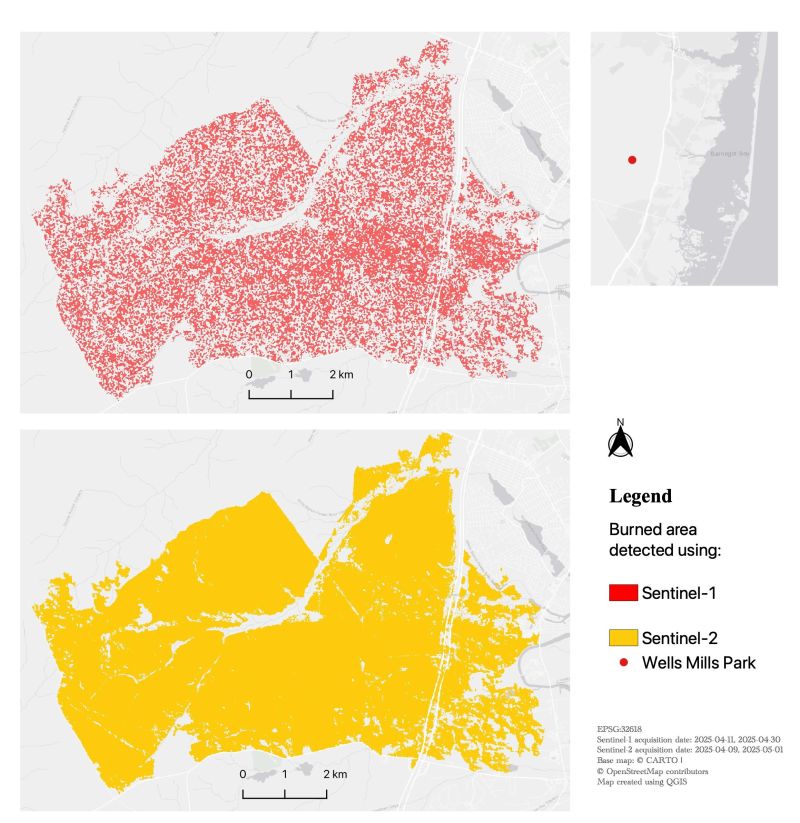 0 1 2 km
Barnegat Bay
0 1 2 km
N
Legend
Burned area
detected using:
Sentinel-1
Sentinel-2
Wells Mills Park
EPSG:32618
Sentinel-1 acquisition date: 2025-04-11, 2025-04-30
Sentinel-2 acquisition date: 2025-04-09, 2025-05-01
Base map: © CARTO |
© OpenStreetMap contributors
Map created using QGIS